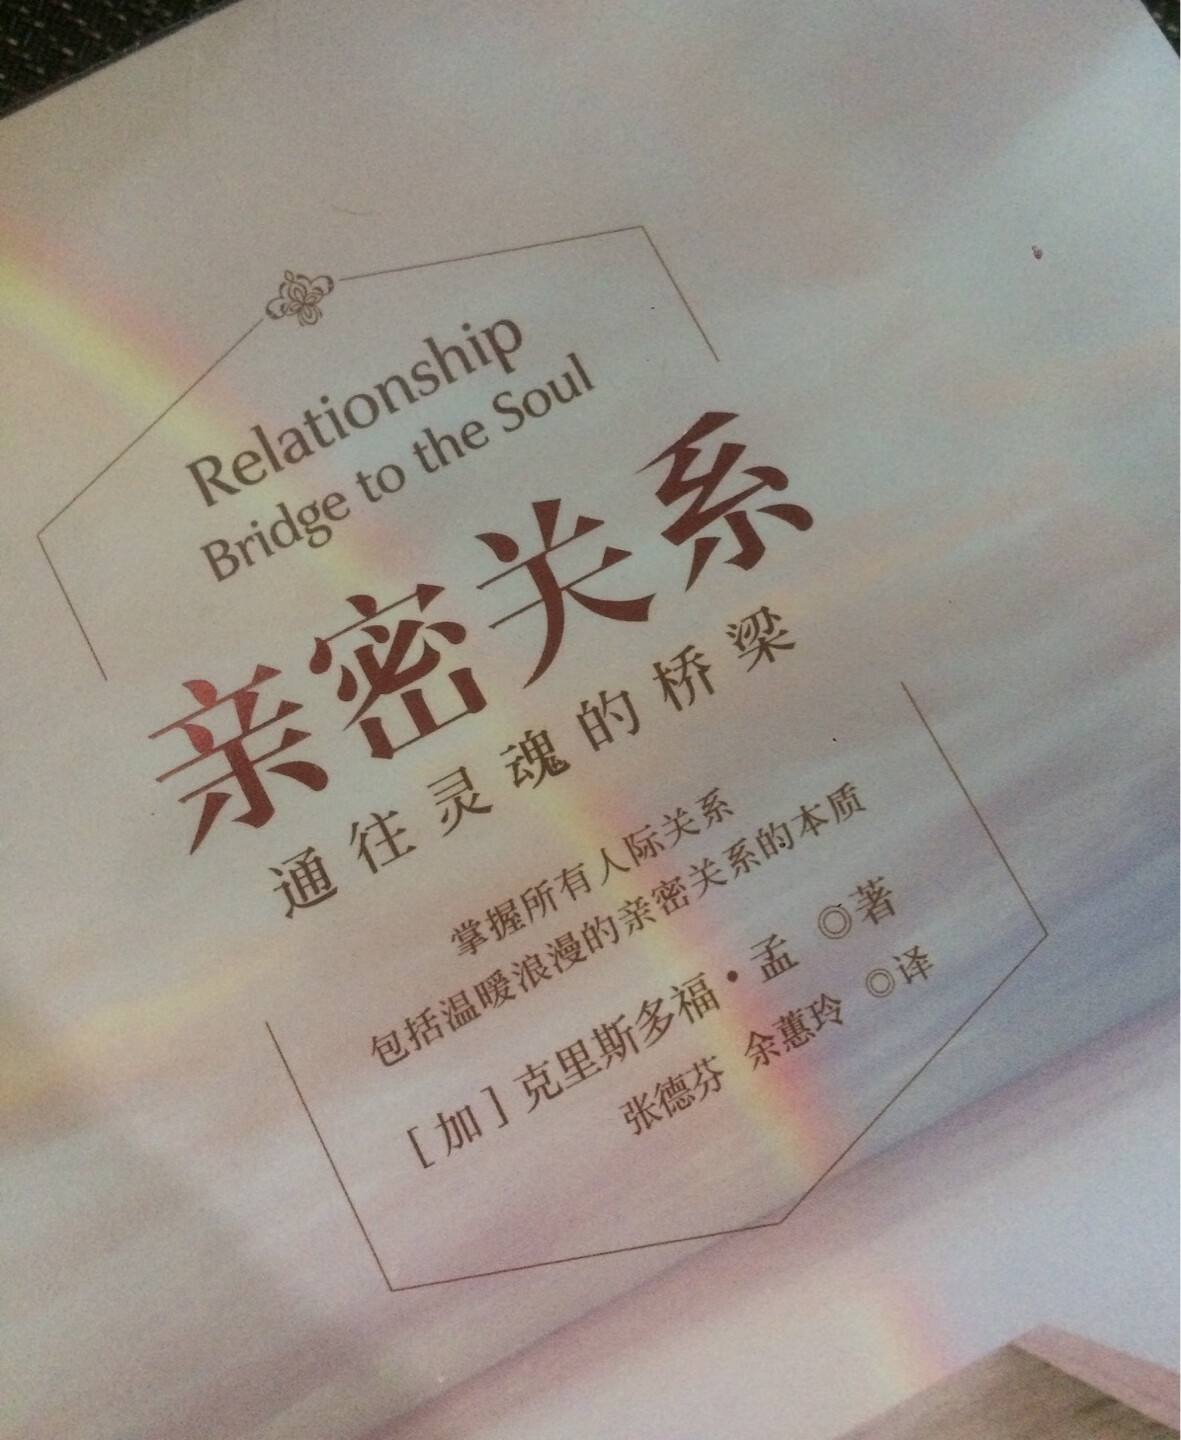 Relationship
Bridge to the Soul
亲密关系
通往灵魂的桥梁
掌握所有人际关系
包括温暖浪漫的亲密关系的本质
［加］克里斯多福·孟 ◎著
张德芬 余蕙玲 ◎译